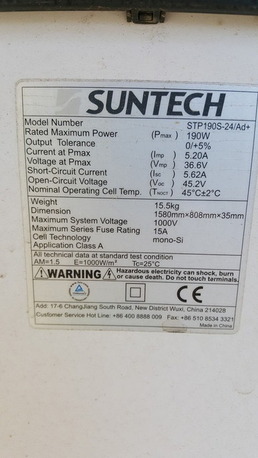 SUNTECH
Model Number STP190S-24/Ad+
Rated Maximum Power (Pmax) 190W
Output Tolerance 0/+5%
Current at Pmax (Imp) 5.20A
Voltage at Pmax (Vmp) 36.6V
Short-Circuit Current (Isc) 5.62A
Open-Circuit Voltage (Voc) 45.2V
Nominal Operating Cell Temp. (TNOCT) 45°C±2°C
Weight 15.5kg
Dimension 1580mm×808mm×35mm
Maximum System Voltage 1000V
Maximum Series Fuse Rating 15A
Cell Technology mono-Si
Application Class A
All technical data at standard test condition
AM=1.5 E=1000W/m² Tc=25°C
WARNING Hazardous electricity can shock, burn
or cause death. Do not touch terminals.
CE
Add: 17-6 ChangJiang South Road, New District Wuxi, China 214028
Customer Service Hot Line: +86 400 8888 009 Fax: +86 510 8534 3321
Made in China